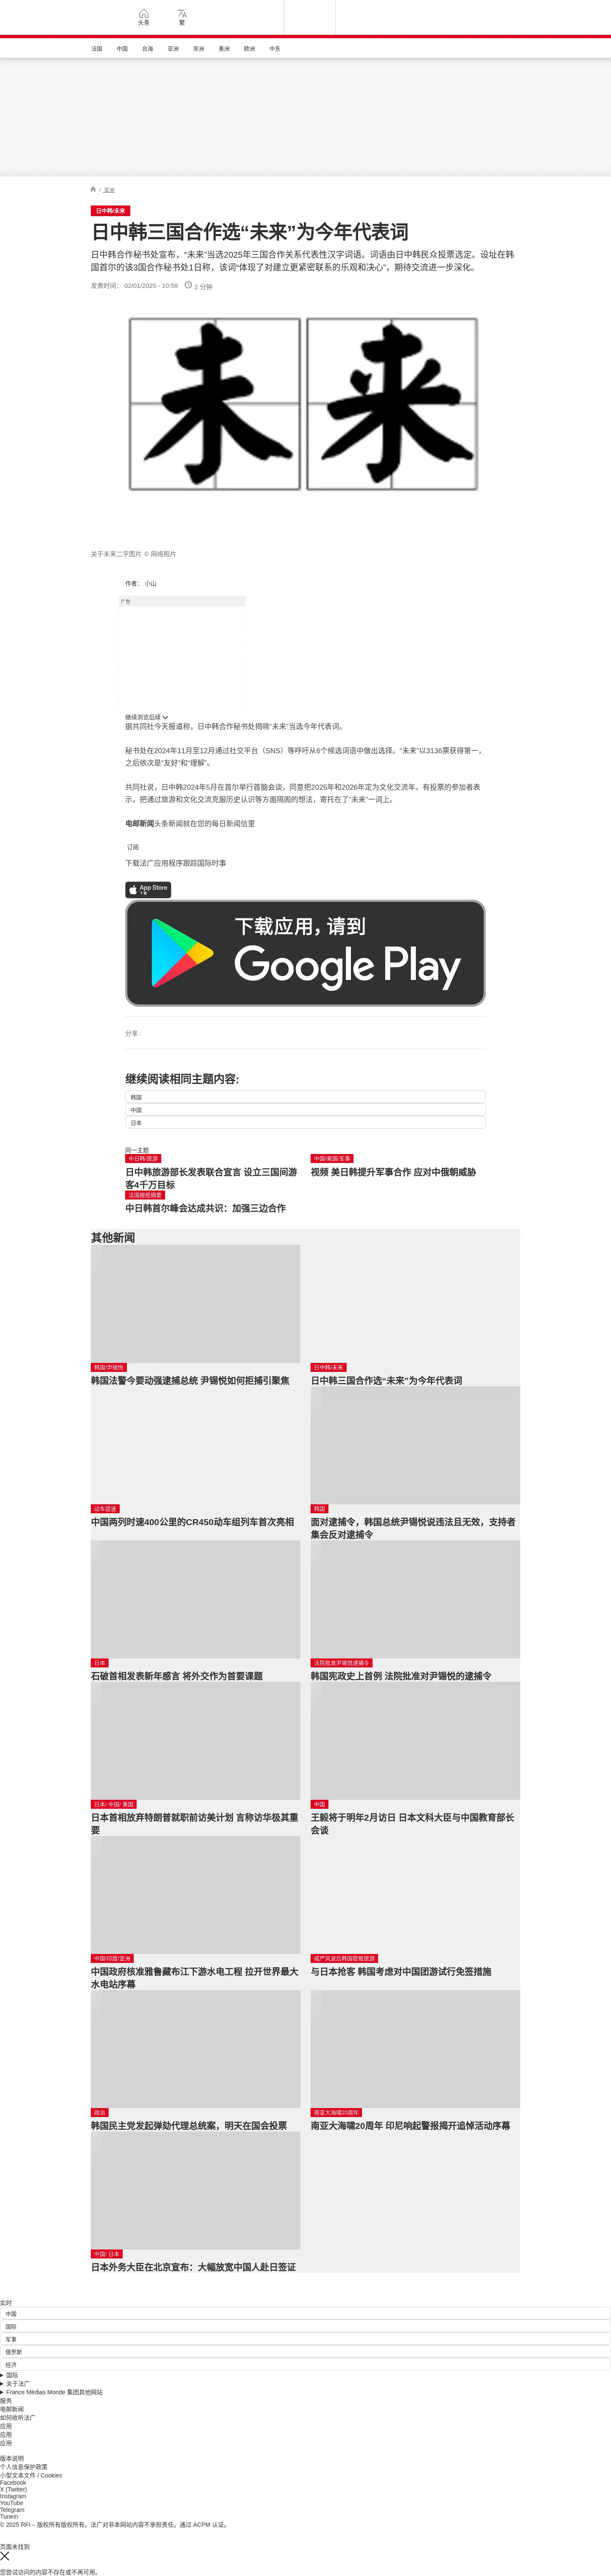 头条
繁
法国
中国
台海
亚洲
非洲
美洲
欧洲
中东
/ 亚洲
日中韩/未来
日中韩三国合作选“未来”为今年代表词
日中韩合作秘书处宣布，“未来”当选2025年三国合作关系代表性汉字词语。词语由日中韩民众投票选定。设址在韩
国首尔的该3国合作秘书处1日称，该词“体现了对建立更紧密联系的乐观和决心”，期待交流进一步深化。
发表时间： 02/01/2025 - 10:58
2 分钟
未来
关于未来二字图片 © 网络照片
作者： 小山
广告
继续浏览后续
据共同社今天报道称，日中韩合作秘书处揭晓“未来”当选今年代表词。
秘书处在2024年11月至12月通过社交平台（SNS）等呼吁从6个候选词语中做出选择。“未来”以3136票获得第一，
之后依次是“友好”和“理解”。
共同社说，日中韩2024年5月在首尔举行首脑会谈，同意把2025年和2026年定为文化交流年。有投票的参加者表
示，把通过旅游和文化交流克服历史认识等方面隔阂的想法，寄托在了“未来”一词上。
电邮新闻头条新闻就在您的每日新闻信里
订阅
下载法广应用程序跟踪国际时事
App Store
下载
下载应用，请到
Google Play
分享 :
继续阅读相同主题内容:
韩国
中国
日本
同一主题
中日韩/旅游
日中韩旅游部长发表联合宣言 设立三国间游
客4千万目标
中国/美国/军事
视频 美日韩提升军事合作 应对中俄朝威胁
法国报纸摘要
中日韩首尔峰会达成共识：加强三边合作
其他新闻
韩国/尹锡悦
韩国法警今要动强逮捕总统 尹锡悦如何拒捕引聚焦
日中韩/未来
日中韩三国合作选“未来”为今年代表词
动车提速
中国两列时速400公里的CR450动车组列车首次亮相
韩国
面对逮捕令，韩国总统尹锡悦说违法且无效，支持者
集会反对逮捕令
日本
石破首相发表新年感言 将外交作为首要课题
法院批准尹锡悦逮捕令
韩国宪政史上首例 法院批准对尹锡悦的逮捕令
日本/ 中国/ 美国
日本首相放弃特朗普就职前访美计划 言称访华极其重
要
中国
王毅将于明年2月访日 日本文科大臣与中国教育部长
会谈
中国/印度/亚洲
中国政府核准雅鲁藏布江下游水电工程 拉开世界最大
水电站序幕
戒严风波后韩国提振旅游
与日本抢客 韩国考虑对中国团游试行免签措施
政治
韩国民主党发起弹劾代理总统案，明天在国会投票
南亚大海啸20周年
南亚大海啸20周年 印尼响起警报揭开追悼活动序幕
中国/ 日本
日本外务大臣在北京宣布：大幅放宽中国人赴日签证
实时
中国
国际
军事
俄罗斯
经济
国际
关于法广
France Médias Monde 集团其他网站
服务
电邮新闻
如何收听法广
应用
应用
应用
版本说明
个人信息保护政策
小型文本文件 / Cookies
Facebook
X (Twitter)
Instagram
YouTube
Telegram
TuneIn
© 2025 RFI – 版权所有版权所有。法广对非本网站内容不承担责任。通过 ACPM 认证。
页面未找到
您尝试访问的内容不存在或不再可用。